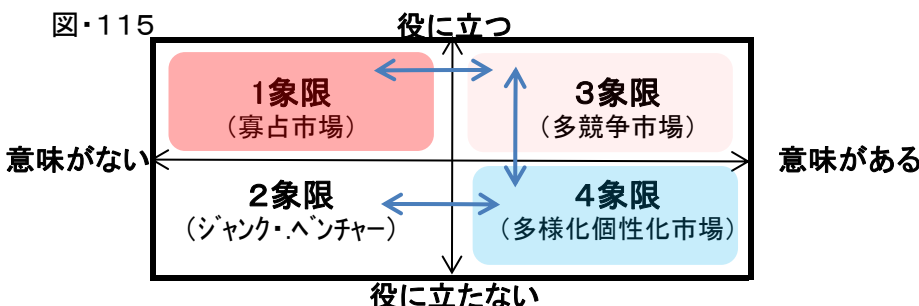 図・115
役に立つ
1象限
（寡占市場）
3象限
（多競争市場）
意味がない
意味がある
2象限
（ｼﾞｬﾝｸ・.ﾍﾞﾝﾁｬｰ）
4象限
（多様化個性化市場）
役に立たない